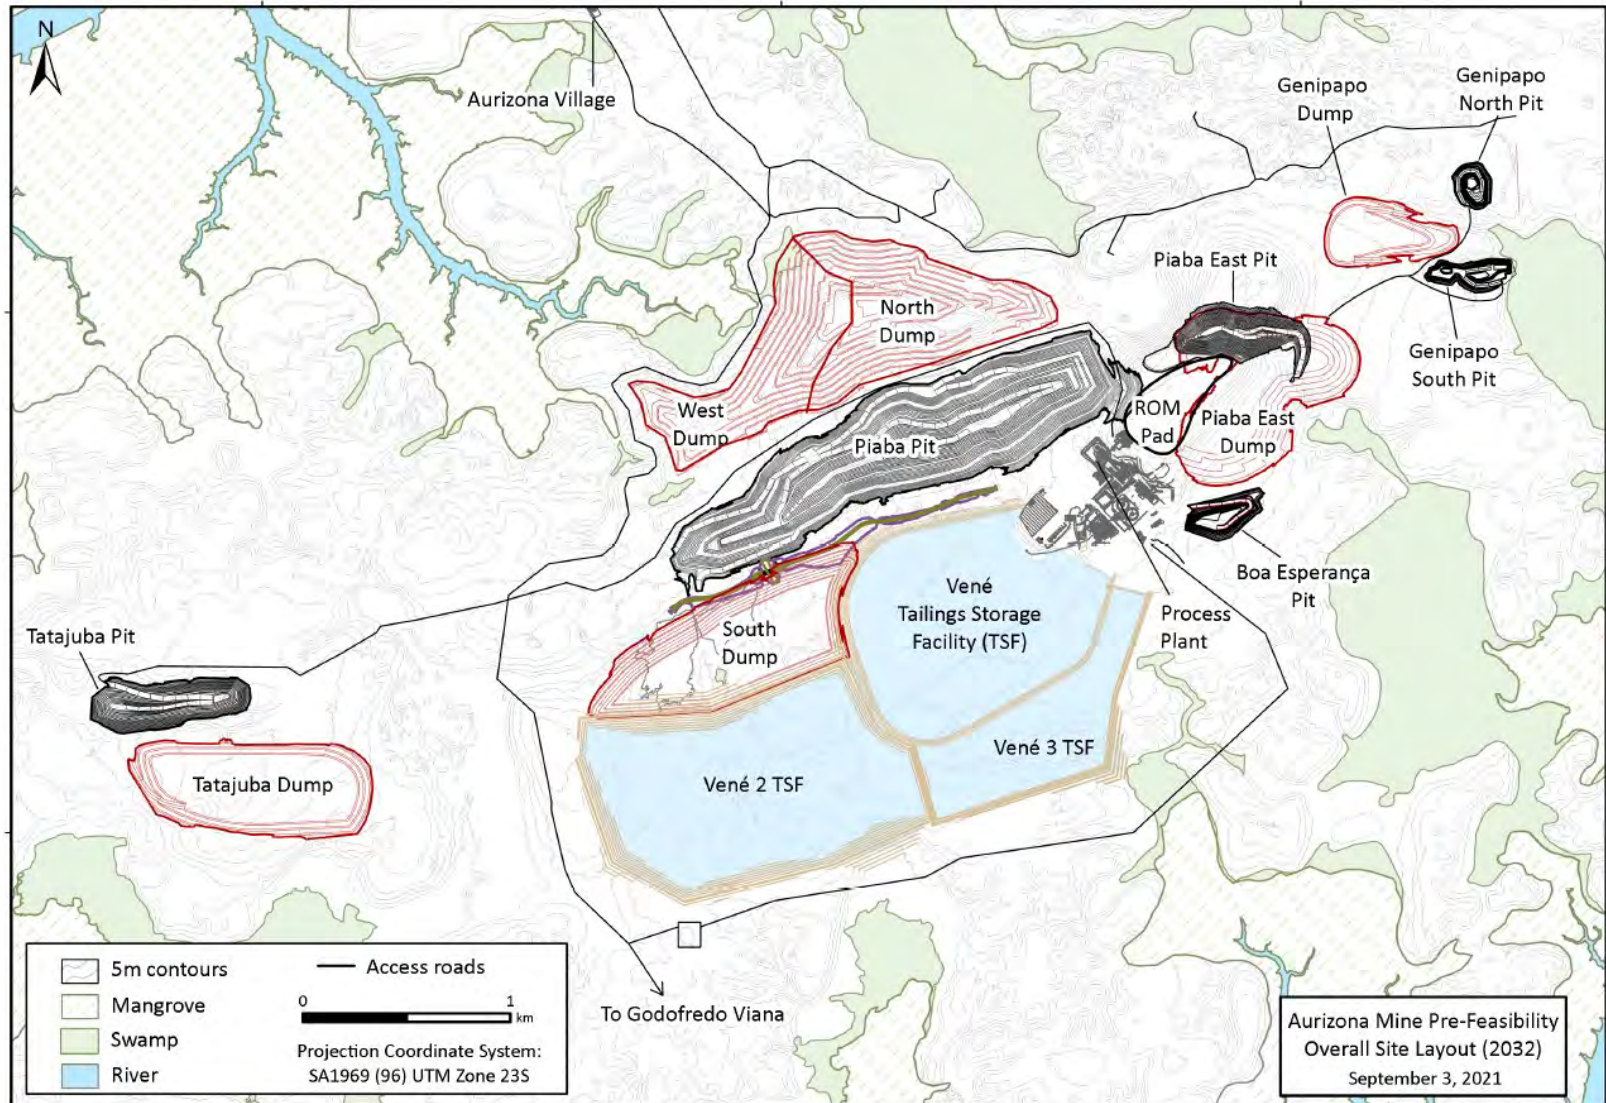 N
Aurizona Village
Genipapo
Dump
Genipapo
North Pit
Piaba East Pit
North
Dump
Genipapo
South Pit
West
Dump
ROM
Pad
Piaba East
Dump
Piaba Pit
Boa Esperança
Pit
Vené
Tailings Storage
Facility (TSF)
Process
Plant
South
Dump
Tatajuba Pit
Vené 3 TSF
Vené 2 TSF
Tatajuba Dump
To Godofredo Viana
5m contours
Mangrove
Swamp
River
Access roads
0 1
km
Projection Coordinate System:
SA1969 (96) UTM Zone 23S
Aurizona Mine Pre-Feasibility
Overall Site Layout (2032)
September 3, 2021